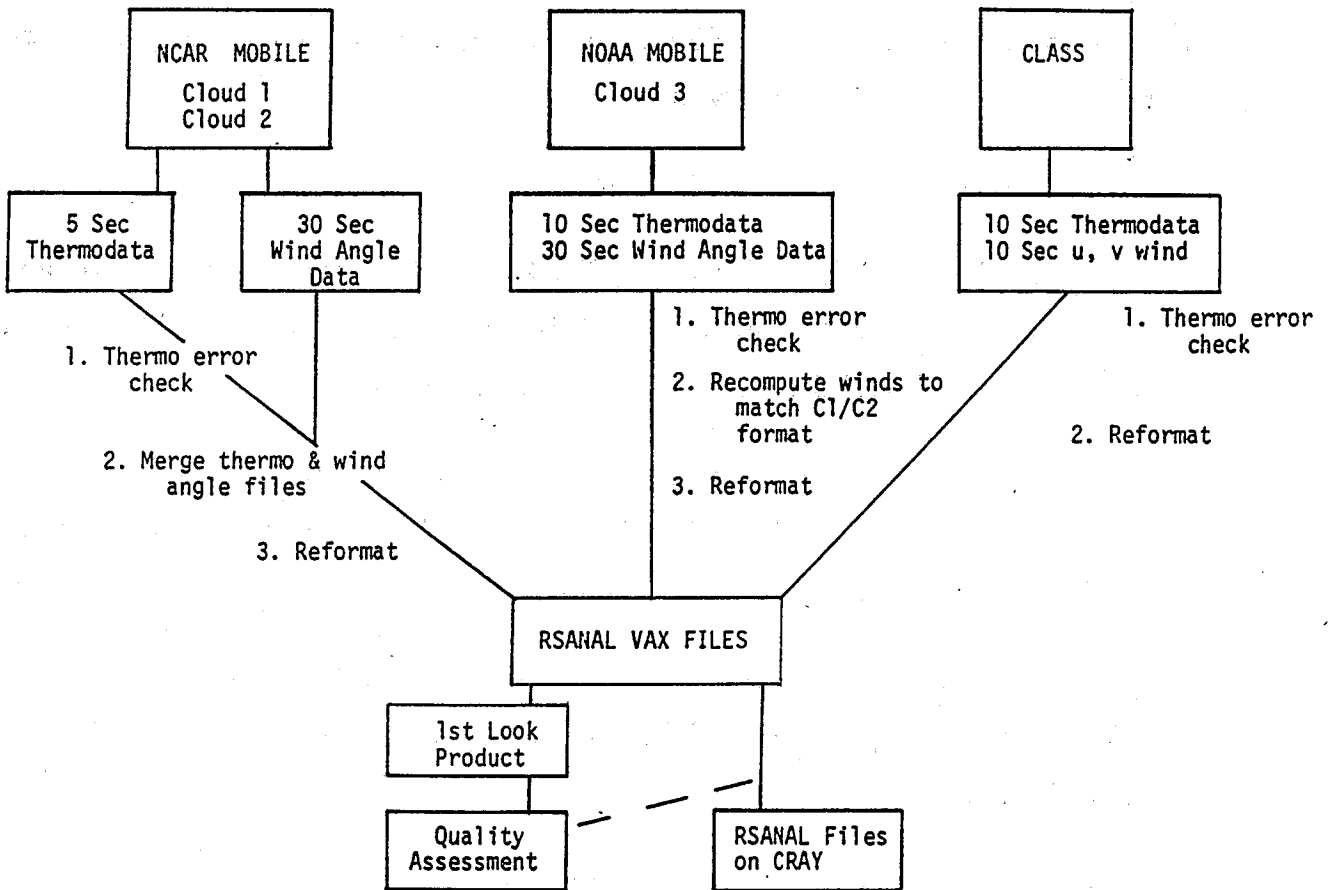 NCAR MOBILE
Cloud 1
Cloud 2
NOAA MOBILE
Cloud 3
CLASS
5 Sec
Thermodata
30 Sec
Wind Angle
Data
10 Sec Thermodata
30 Sec Wind Angle Data
10 Sec Thermodata
10 Sec u, v wind
1. Thermo error
check
2. Merge thermo & wind
angle files
3. Reformat
1. Thermo error
check
2. Recompute winds to
match C1/C2
format
3. Reformat
1. Thermo error
check
2. Reformat
RSANAL VAX FILES
1st Look
Product
Quality
Assessment
RSANAL Files
on CRAY